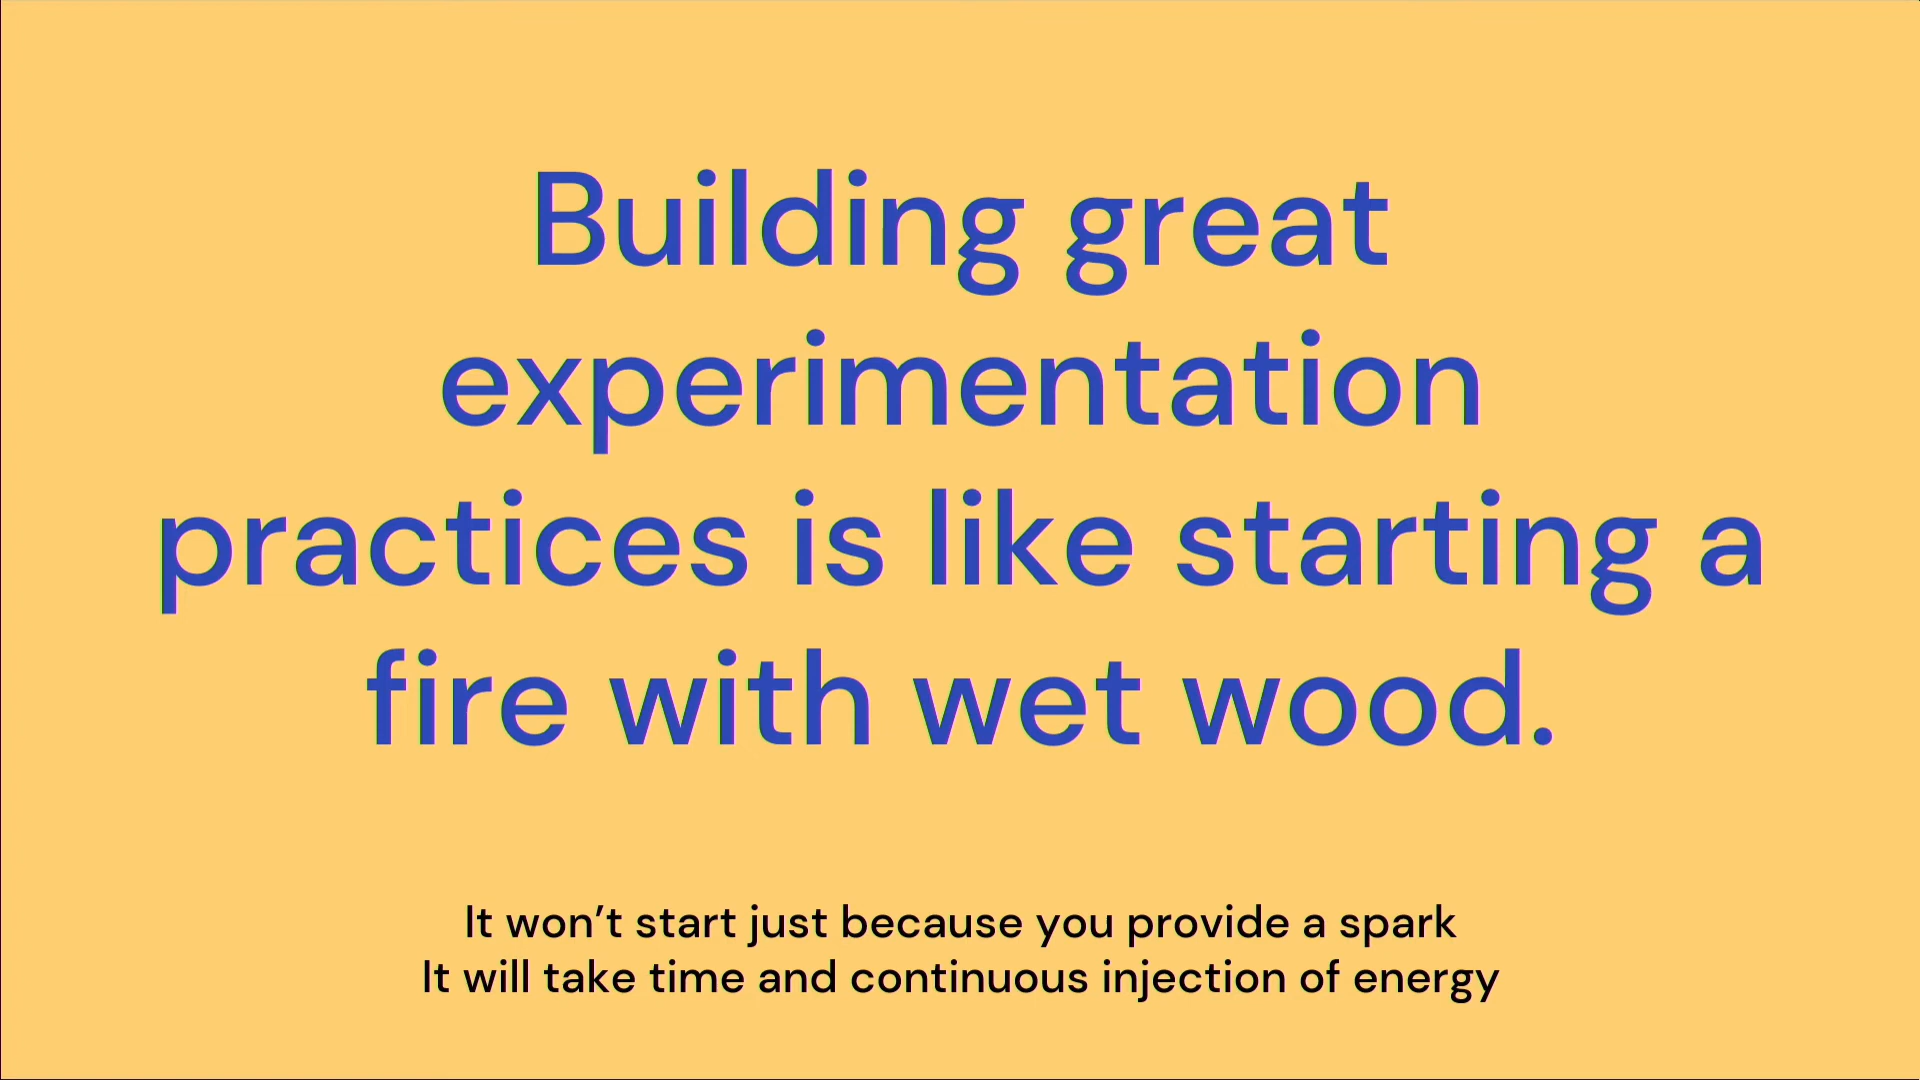 Building great
experimentation
practices is like starting a
fire with wet wood.
It won’t start just because you provide a spark
It will take time and continuous injection of energy